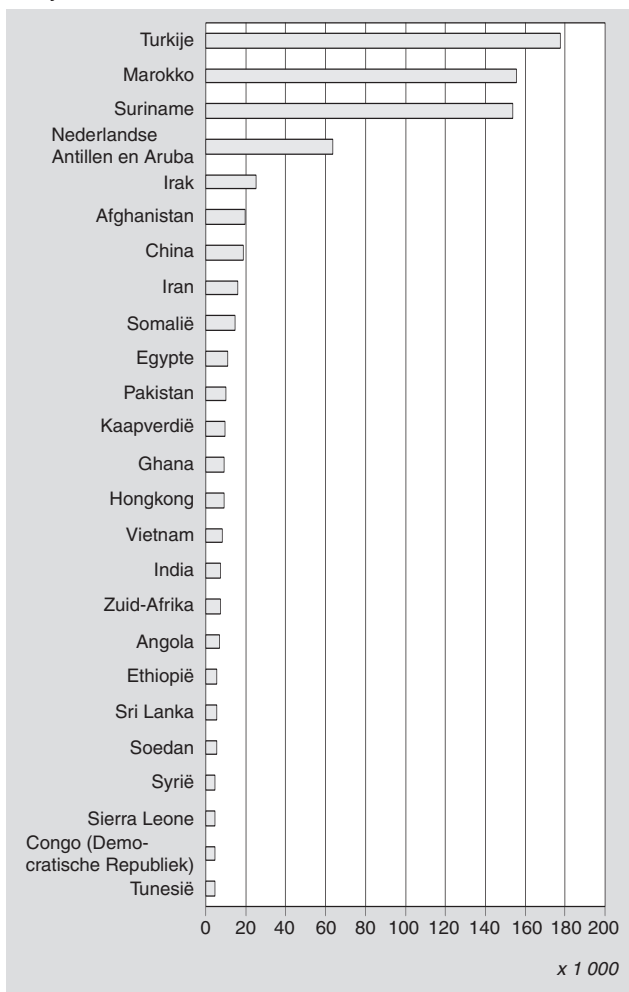 Turkije
Marokko
Suriname
Nederlandse
Antillen en Aruba
Irak
Afghanistan
China
Iran
Somalië
Egypte
Pakistan
Kaapverdië
Ghana
Hongkong
Vietnam
India
Zuid-Afrika
Angola
Ethiopië
Sri Lanka
Soedan
Syrië
Sierra Leone
Congo (Demo-
cratische Republiek)
Tunesië
0 20 40 60 80 100 120 140 160 180 200
x 1 000